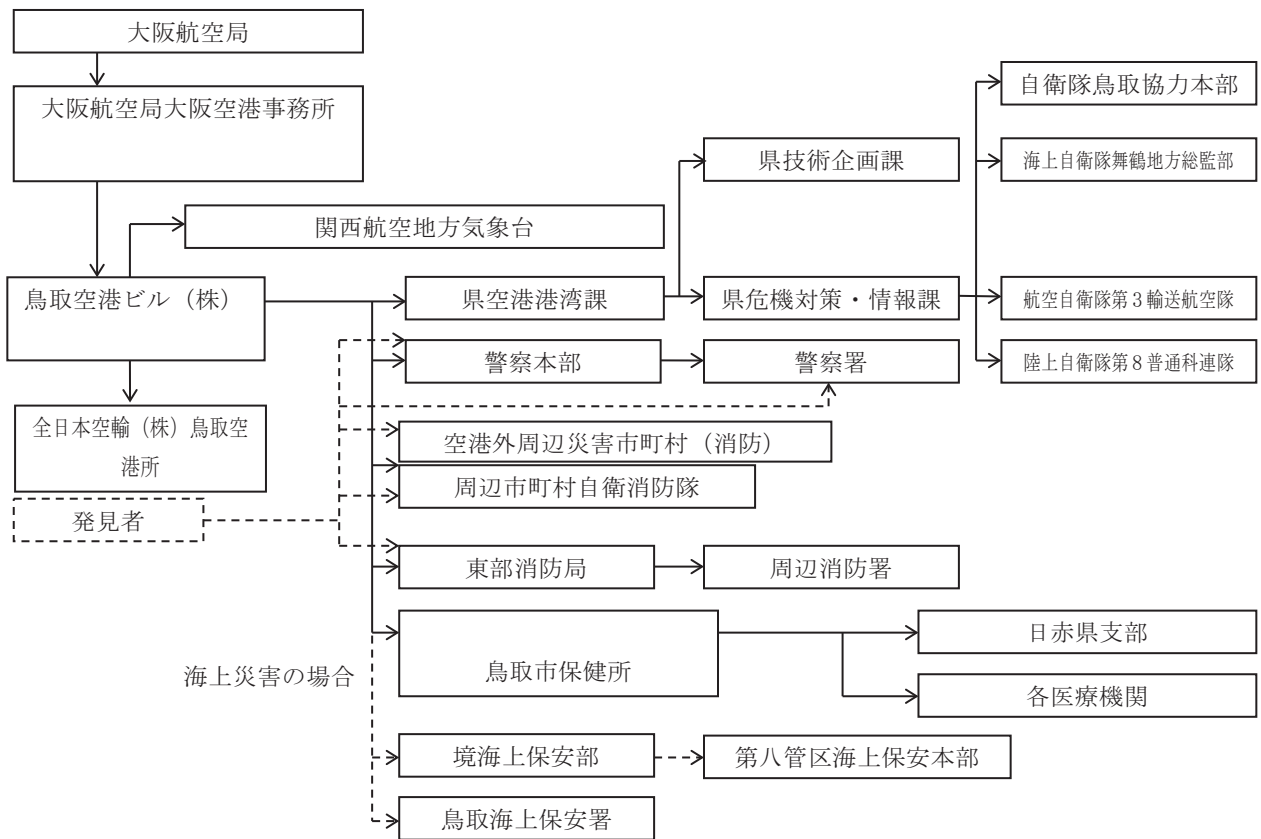 大阪航空局
大阪航空局大阪空港事務所
自衛隊鳥取協力本部
県技術企画課
海上自衛隊舞鶴地方総監部
関西航空地方気象台
鳥取空港ビル（株）
県空港港湾課
県危機対策・情報課
航空自衛隊第３輸送航空隊
警察本部
警察署
陸上自衛隊第８普通科連隊
全日本空輸（株）鳥取空
港所
空港外周辺災害市町村（消防）
周辺市町村自衛消防隊
発見者
東部消防局
周辺消防署
日赤県支部
海上災害の場合
鳥取市保健所
各医療機関
境海上保安部
第八管区海上保安本部
鳥取海上保安署